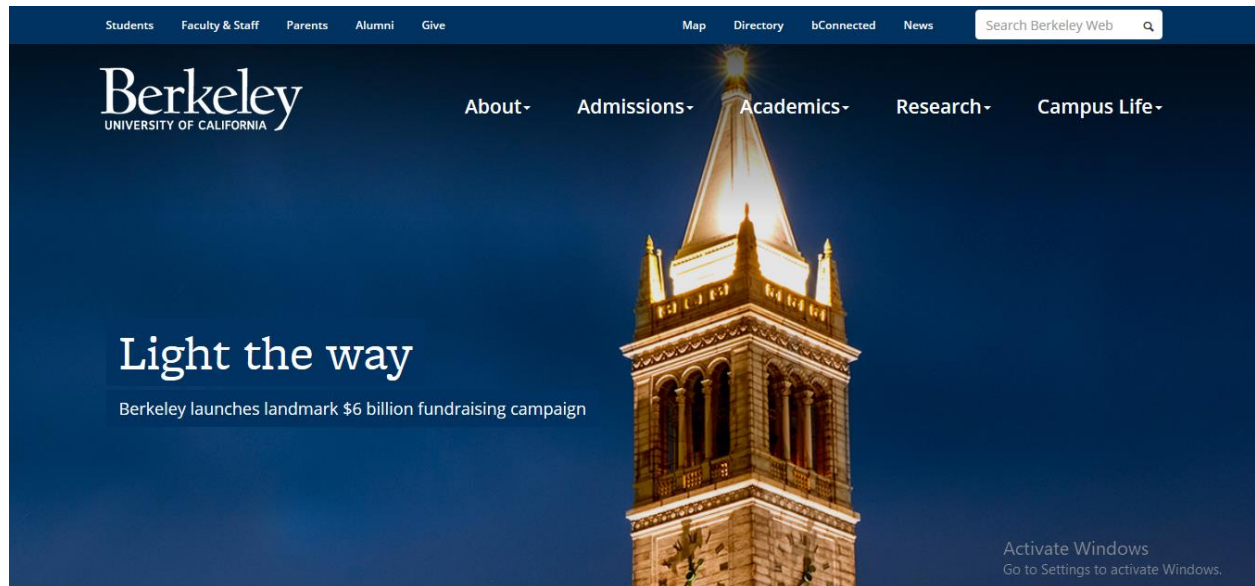 Students Faculty & Staff Parents Alumni Give Map Directory bConnected News Search Berkeley Web
Berkeley
UNIVERSITY OF CALIFORNIA
About Admissions Academics Research Campus Life
Light the way
Berkeley launches landmark $6 billion fundraising campaign
Activate Windows
Go to Settings to activate Windows.